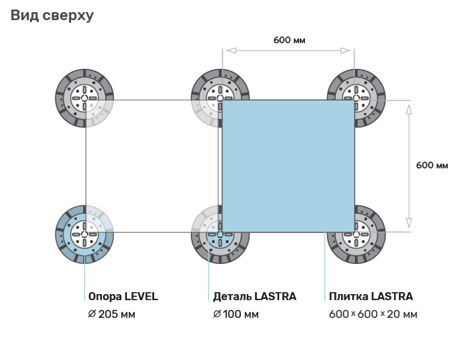 Вид сверху
600 мм
600 мм
Опора LEVEL
Ø 205 мм
Деталь LASTRA
Ø 100 мм
Плитка LASTRA
600 x 600 x 20 мм